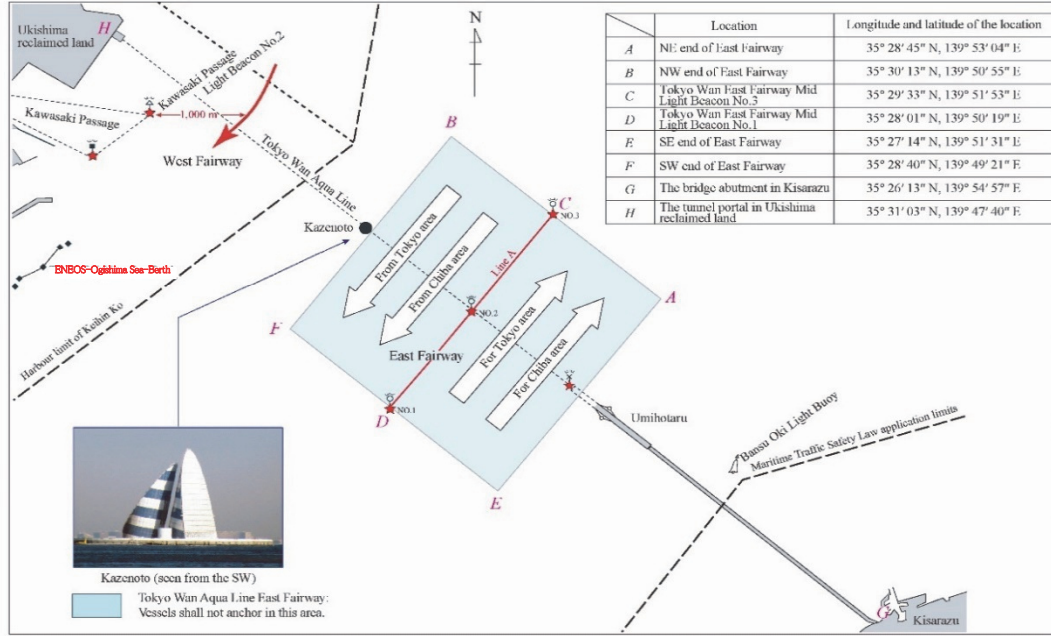 Ukishima
reclaimed land
H
N
Kawasaki Passage
Light Beacon No.2
1,000 m
Kawasaki Passage
West Fairway
Tokyo Wan Aqua Line
Kazenoto
ENEOS-Ogishima Sea-Berth
Harbour limit of Keihin Ko
B
C
NO.3
From Tokyo area
From Chiba area
Line A
A
NO.2
For Tokyo area
For Chiba area
East Fairway
F
D
NO.1
E
Umihotaru
Bansu Oki Light Buoy
Maritime Traffic Safety Law application limits
G
Kisarazu
Location Longitude and latitude of the location
A NE end of East Fairway 35° 28′ 45″ N, 139° 53′ 04″ E
B NW end of East Fairway 35° 30′ 13″ N, 139° 50′ 55″ E
C Tokyo Wan East Fairway Mid
Light Beacon No.3 35° 29′ 33″ N, 139° 51′ 53″ E
D Tokyo Wan East Fairway Mid
Light Beacon No.1 35° 28′ 01″ N, 139° 50′ 19″ E
E SE end of East Fairway 35° 27′ 14″ N, 139° 51′ 31″ E
F SW end of East Fairway 35° 28′ 40″ N, 139° 49′ 21″ E
G The bridge abutment in Kisarazu 35° 26′ 13″ N, 139° 54′ 57″ E
H The tunnel portal in Ukishima
reclaimed land 35° 31′ 03″ N, 139° 47′ 40″ E
Kazenoto (seen from the SW)
Tokyo Wan Aqua Line East Fairway:
Vessels shall not anchor in this area.